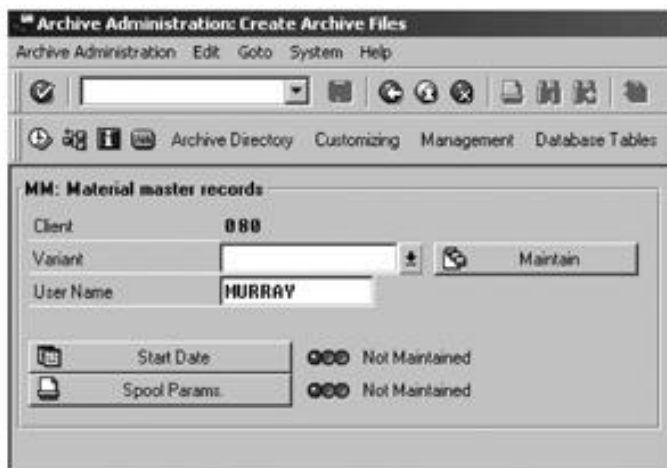 Archive Administration: Create Archive Files
Archive Administration Edit Goto System Help
Archive Directory Customizing Management Database Tables
MM: Material master records
Client 080
Variant Maintain
User Name MURRAY
Start Date Not Maintained
Spool Params. Not Maintained